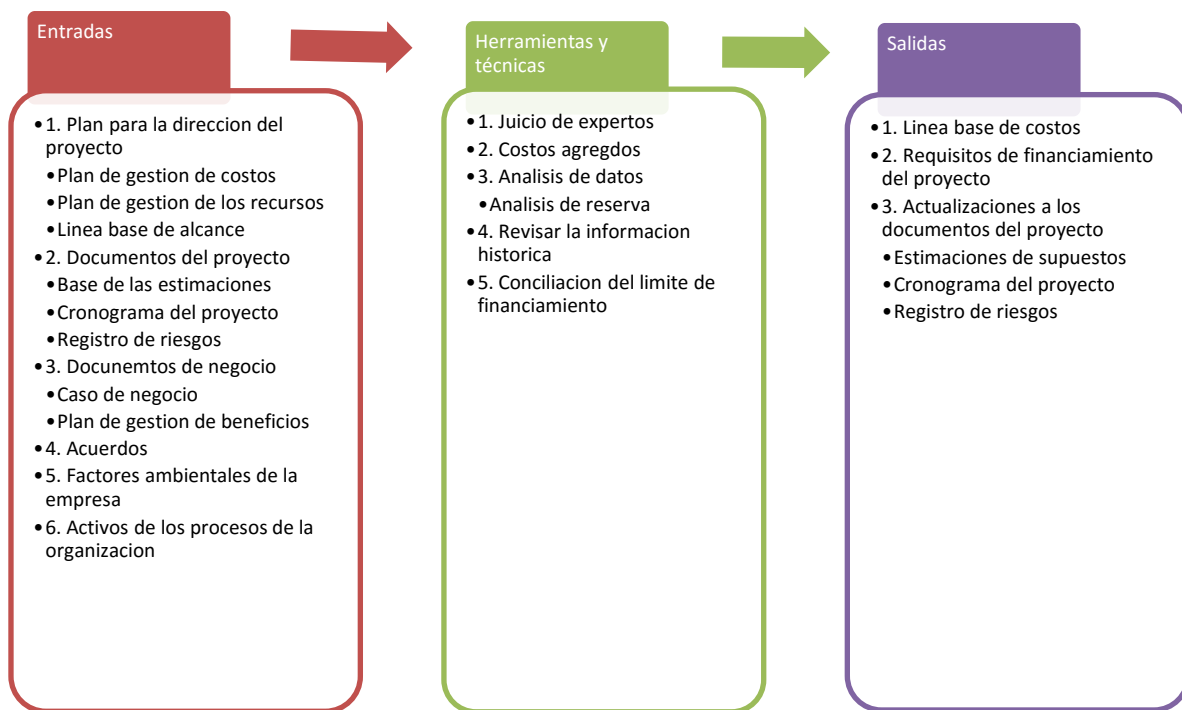 Entradas
•1. Plan para la direccion del
proyecto
•Plan de gestion de costos
•Plan de gestion de los recursos
•Linea base de alcance
•2. Documentos del proyecto
•Base de las estimaciones
•Cronograma del proyecto
•Registro de riesgos
•3. Docunemtos de negocio
•Caso de negocio
•Plan de gestion de beneficios
•4. Acuerdos
•5. Factores ambientales de la
empresa
•6. Activos de los procesos de la
organizacion
Herramientas y
técnicas
•1. Juicio de expertos
•2. Costos agregdos
•3. Analisis de datos
•Analisis de reserva
•4. Revisar la informacion
historica
•5. Conciliacion del limite de
financiamiento
Salidas
•1. Linea base de costos
•2. Requisitos de financiamiento
del proyecto
•3. Actualizaciones a los
documentos del proyecto
•Estimaciones de supuestos
•Cronograma del proyecto
•Registro de riesgos